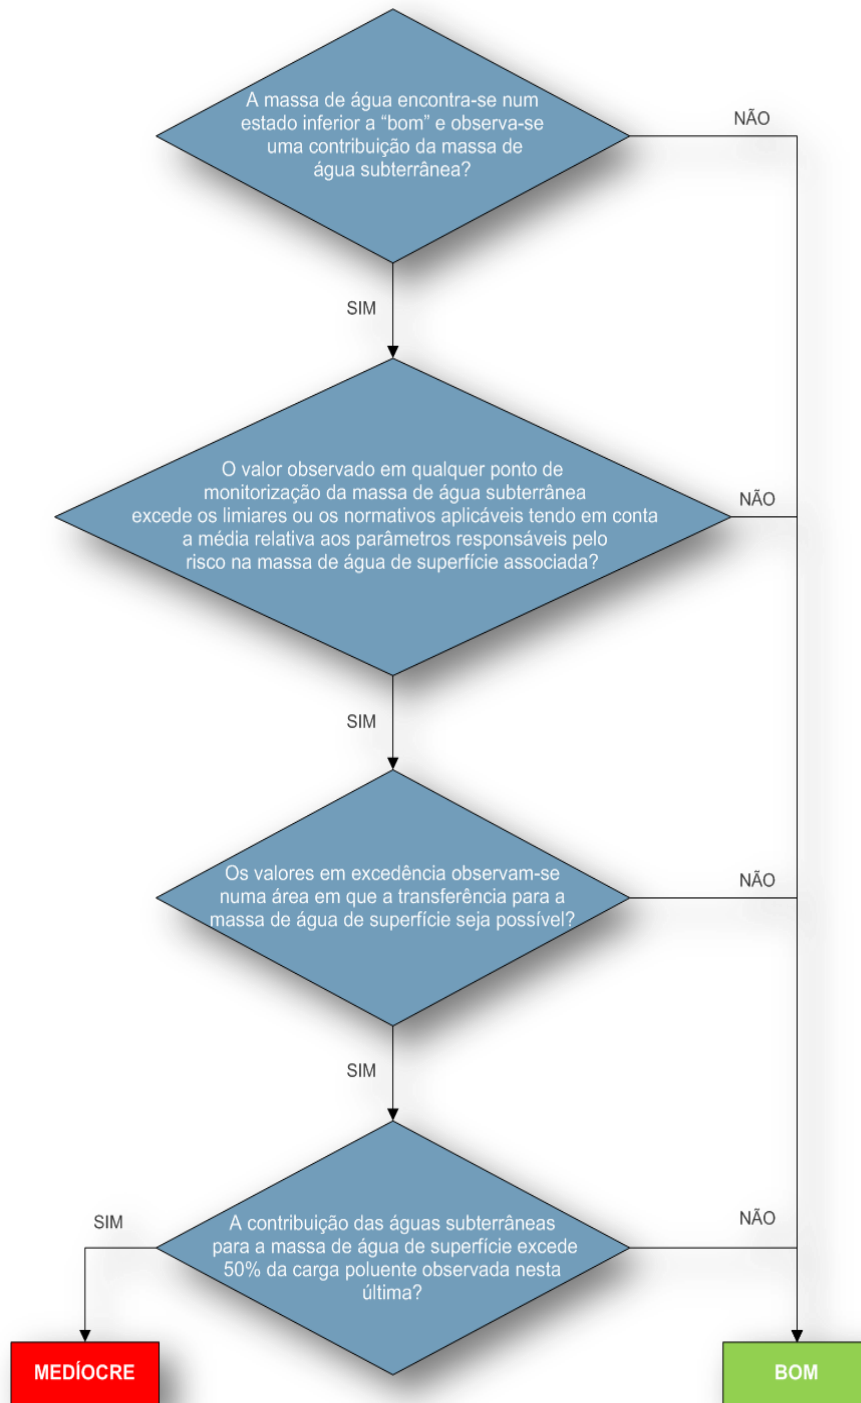 A massa de água encontra-se num
estado inferior a “bom” e observa-se
uma contribuição da massa de
água subterrânea?
NÃO
SIM
O valor observado em qualquer ponto de
monitorização da massa de água subterrânea
excede os limiares ou os normativos aplicáveis tendo em conta
a média relativa aos parâmetros responsáveis pelo
risco na massa de água de superfície associada?
NÃO
SIM
Os valores em excedência observam-se
numa área em que a transferência para a
massa de água de superfície seja possível?
NÃO
SIM
A contribuição das águas subterrâneas
para a massa de água de superfície excede
50% da carga poluente observada nesta
última?
SIM
NÃO
MEDÍOCRE
BOM